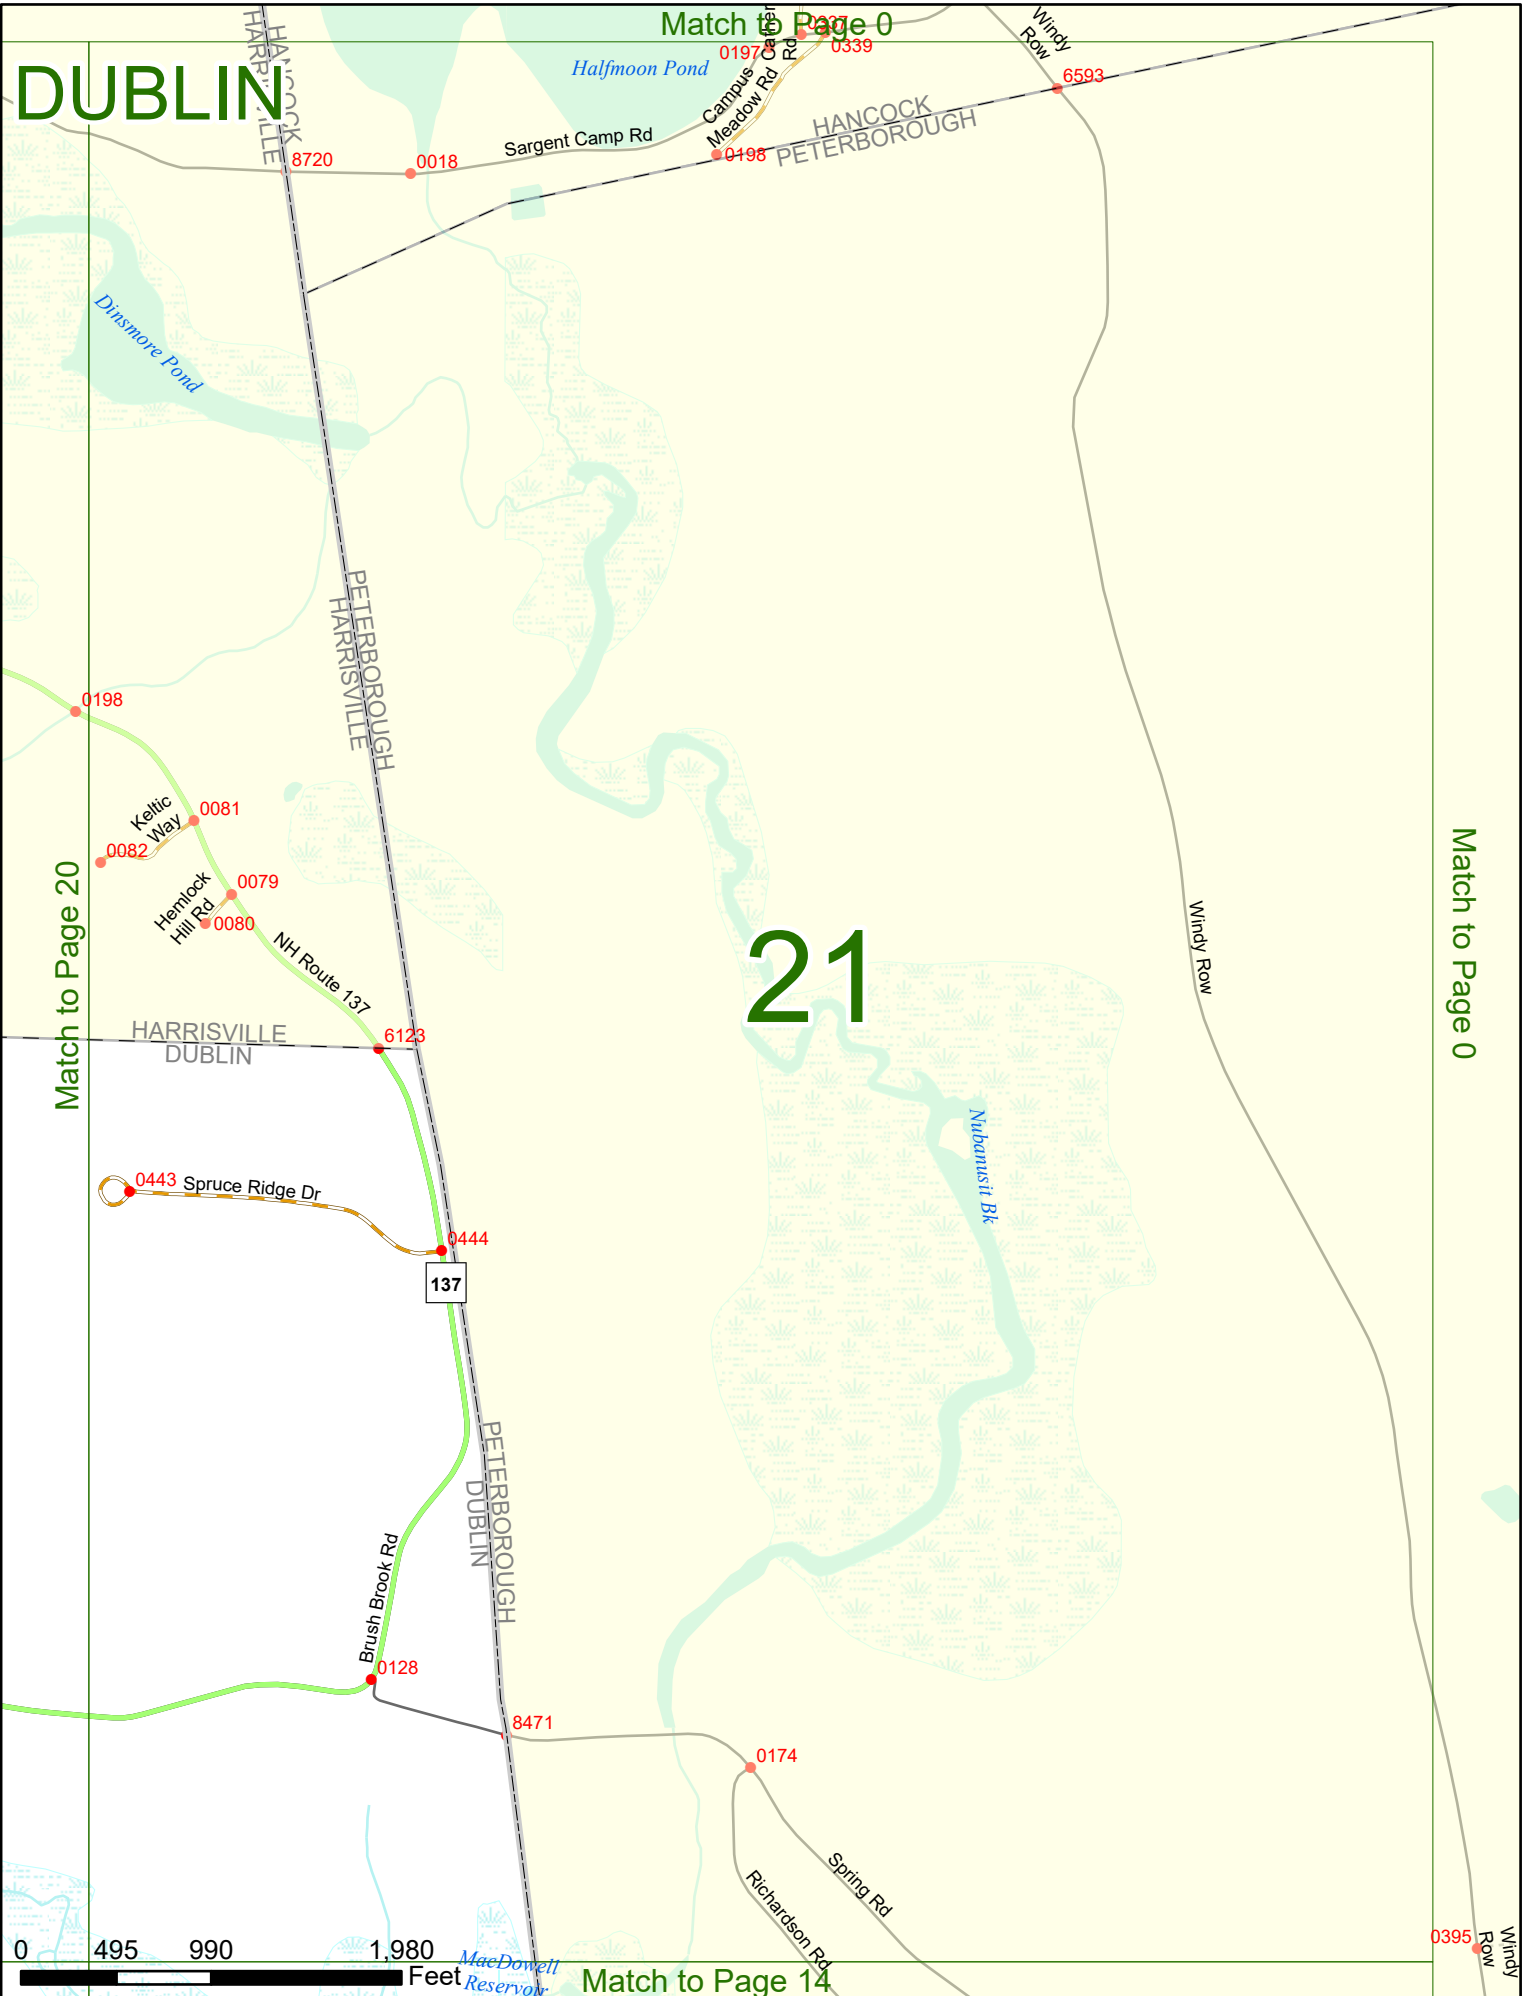 Match to Page 0
DUBLIN
HANCOCK
HARRISVILLE
Halfmoon Pond
0197
0337
0339
Rd
Campus
Meadow Rd
Windy
Row
6593
HANCOCK
PETERBOROUGH
8720
0018
Sargent Camp Rd
0198
Dinsmore Pond
PETERBOROUGH
HARRISVILLE
0198
Keltic
Way
0081
0082
Hemlock
Hill Rd
0079
0080
NH Route 137
Match to Page 20
21
Match to Page 0
Windy Row
6123
HARRISVILLE
DUBLIN
Nubanusit Bk
0443
Spruce Ridge Dr
0444
137
PETERBOROUGH
DUBLIN
Brush Brook Rd
0128
8471
0174
Spring Rd
Richardson Rd
0395
Windy
Row
0 495 990 1,980
Feet
MacDowell
Reservoir
Match to Page 14